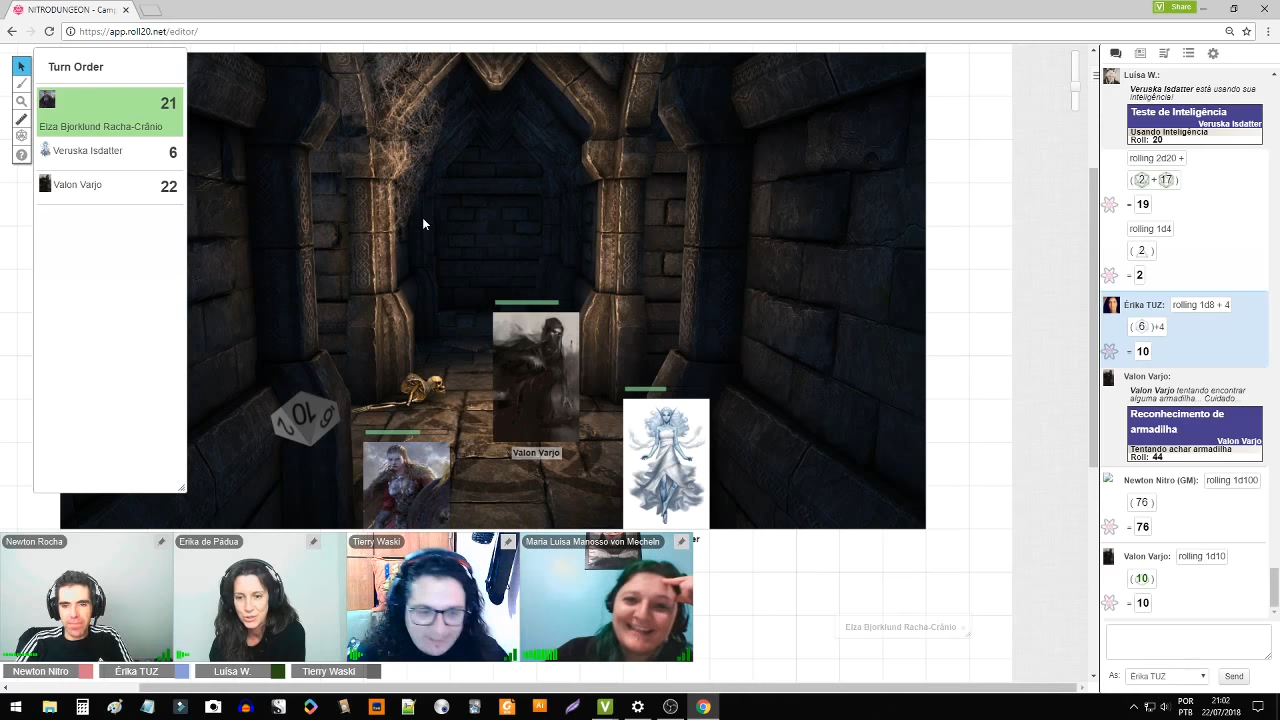 NITRODUNGEON - Cam
Share
https://app.roll20.net/editor/
Turn Order
21
Elza Bjorklund Racha-Crânio
Veruska Isdatter 6
Valon Varjo 22
Valon Varjo
er
Elza Bjorklund Racha-Crânio
Newton Rocha
Erika de Pádua
Tierry Waski
Maria Luisa Manosso von Mecheln
Newton Nitro
Érika TUZ
Luísa W.
Tierry Waski
Luísa W.:
Veruska Isdatter está usando sua
inteligência!
Teste de Inteligência
Veruska Isdatter
Usando Inteligência
Roll: 20
rolling 2d20 +
(2+17)
= 19
rolling 1d4
(2)
= 2
Érika TUZ: rolling 1d8 + 4
(6)+4
= 10
Valon Varjo:
Valon Varjo tentando encontrar
alguma armadilha... Cuidado...
Reconhecimento de
armadilha
Valon Varjo
Tentando achar armadilha
Roll: 44
Newton Nitro (GM): rolling 1d100
(76)
= 76
Valon Varjo: rolling 1d10
(10)
= 10
As: Erika TUZ Send
POR
PTB
21:02
22/07/2018